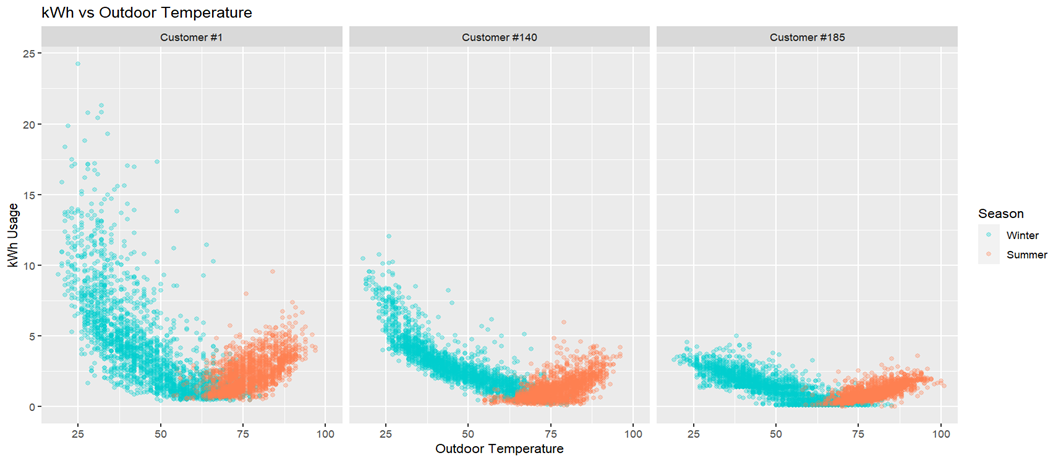 kWh vs Outdoor Temperature
Customer #1 Customer #140 Customer #185
25
20
15
10
5
0
kWh Usage
25 50 75 100 25 50 75 100 25 50 75 100
Outdoor Temperature
Season
Winter
Summer